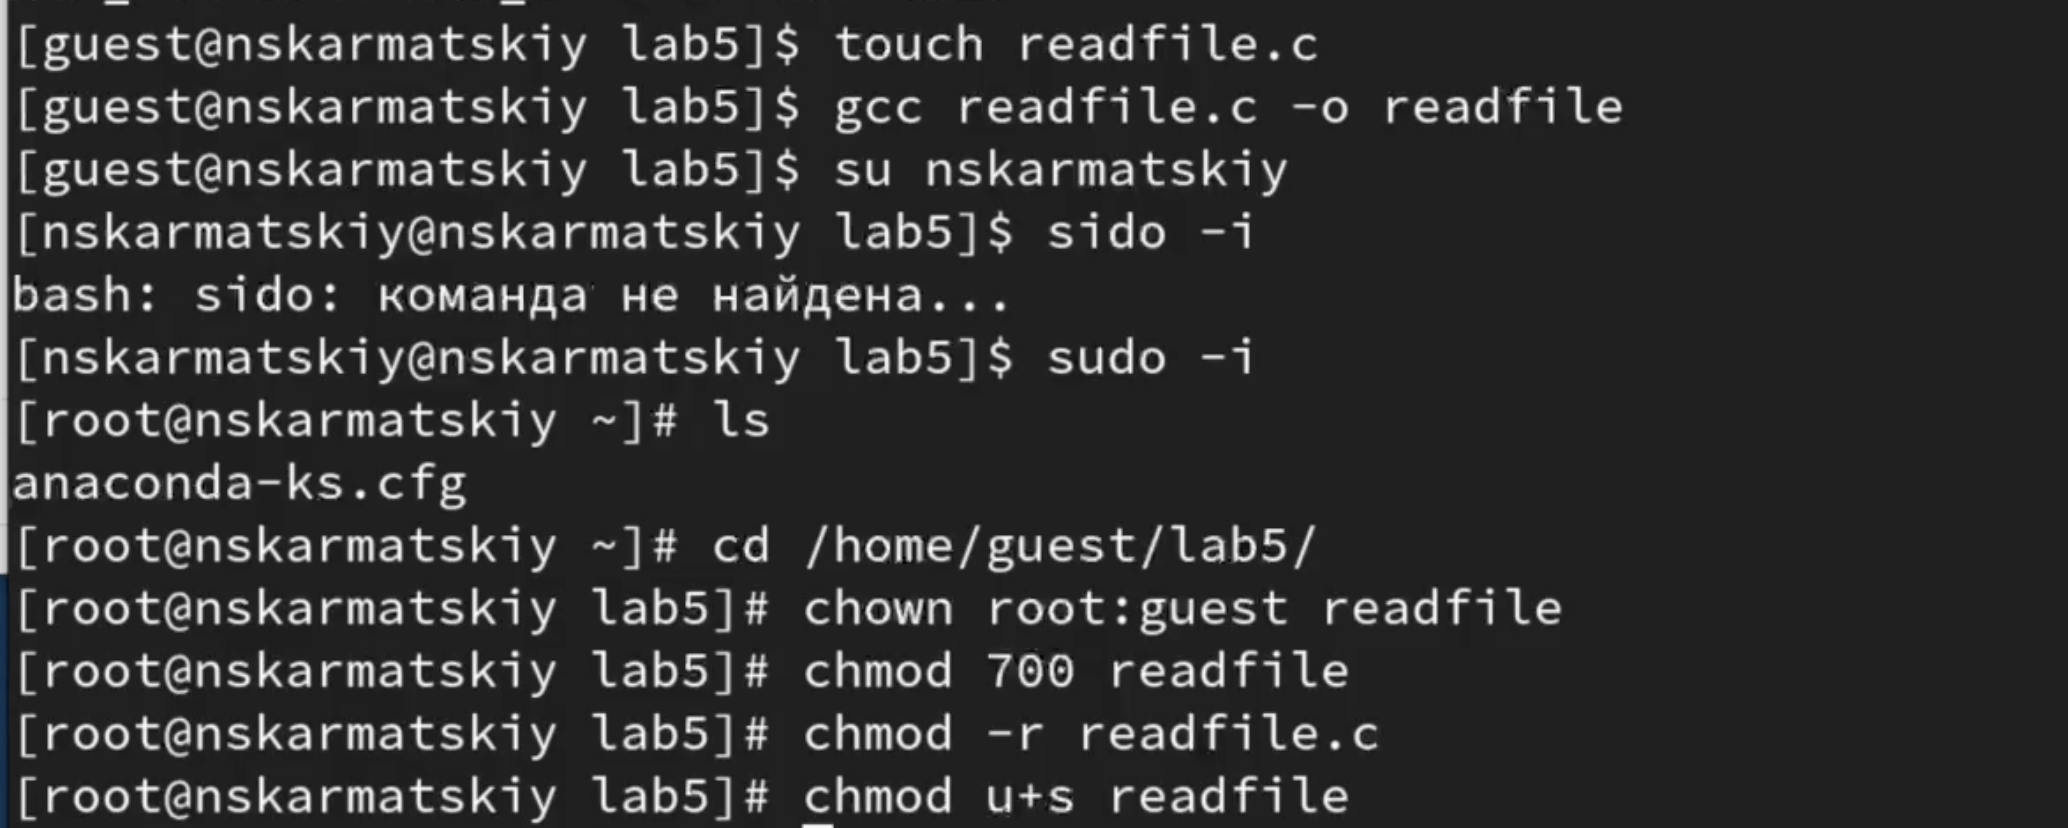 [guest@nskarmatskiy lab5]$ touch readfile.c
[guest@nskarmatskiy lab5]$ gcc readfile.c -o readfile
[guest@nskarmatskiy lab5]$ su nskarmatskiy
[nskarmatskiy@nskarmatskiy lab5]$ sido -i
bash: sido: команда не найдена...
[nskarmatskiy@nskarmatskiy lab5]$ sudo -i
[root@nskarmatskiy ~]# ls
anaconda-ks.cfg
[root@nskarmatskiy ~]# cd /home/guest/lab5/
[root@nskarmatskiy lab5]# chown root:guest readfile
[root@nskarmatskiy lab5]# chmod 700 readfile
[root@nskarmatskiy lab5]# chmod -r readfile.c
[root@nskarmatskiy lab5]# chmod u+s readfile